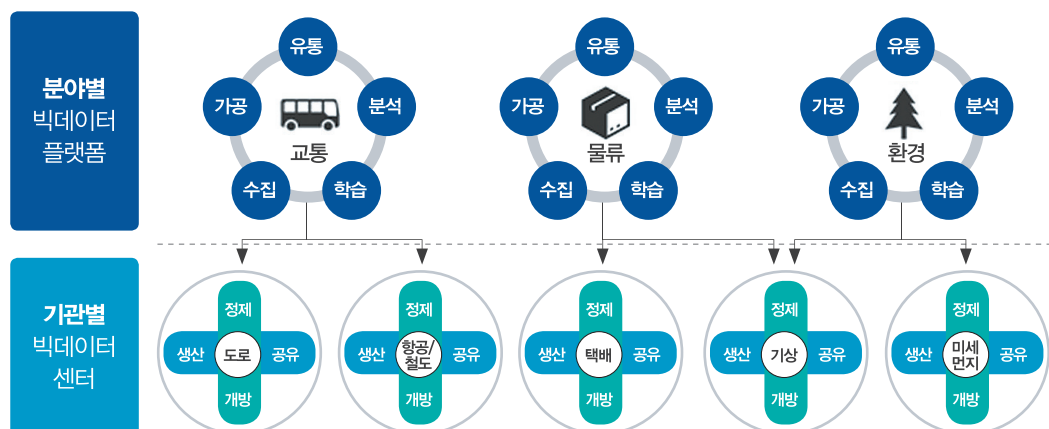 분야별
빅데이터
플랫폼
유통
가공
분석
교통
수집
학습
유통
가공
분석
물류
수집
학습
유통
가공
분석
환경
수집
학습
기관별
빅데이터
센터
정제
생산
도로
공유
개방
정제
생산
항공/
철도
공유
개방
정제
생산
택배
공유
개방
정제
생산
기상
공유
개방
정제
생산
미세
먼지
공유
개방